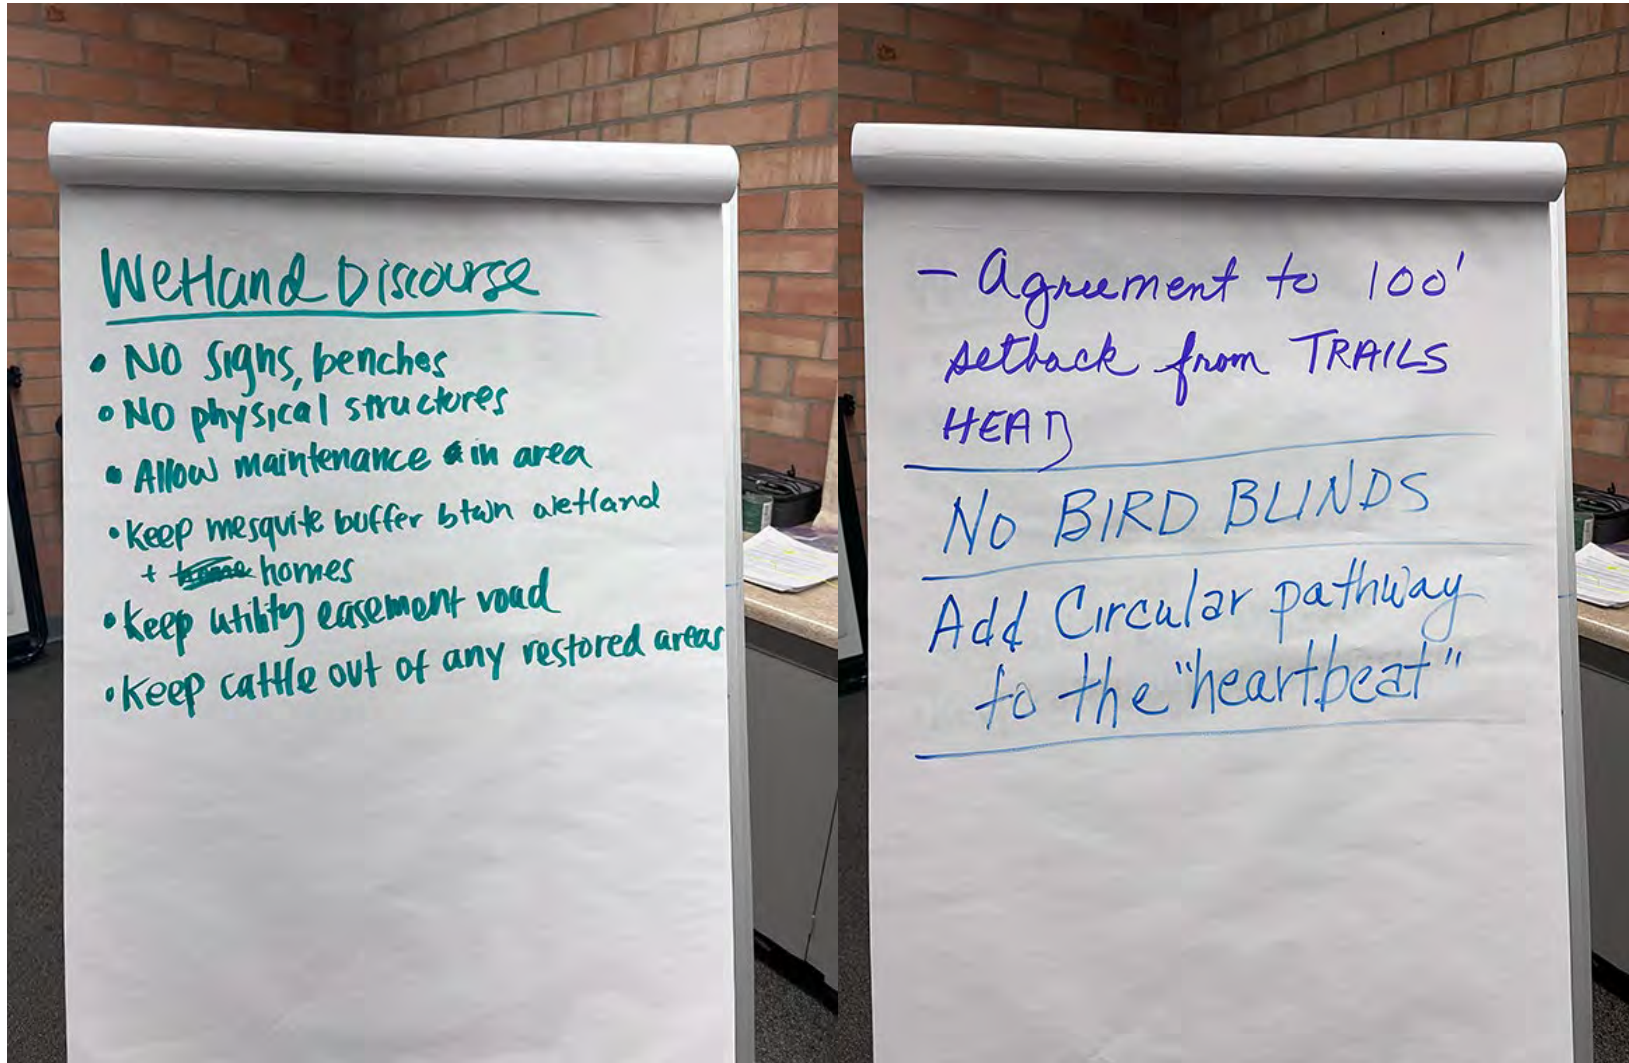 Wetland Discourse
• NO signs, benches
• NO physical structures
• Allow maintenance in area
• Keep mesquite buffer btwn wetland
+ homes
• Keep utility easement road
• Keep cattle out of any restored areas
- Agreement to 100'
setback from TRAILS
HEAD
No BIRD BLINDS
Add Circular pathway
to the "heartbeat"